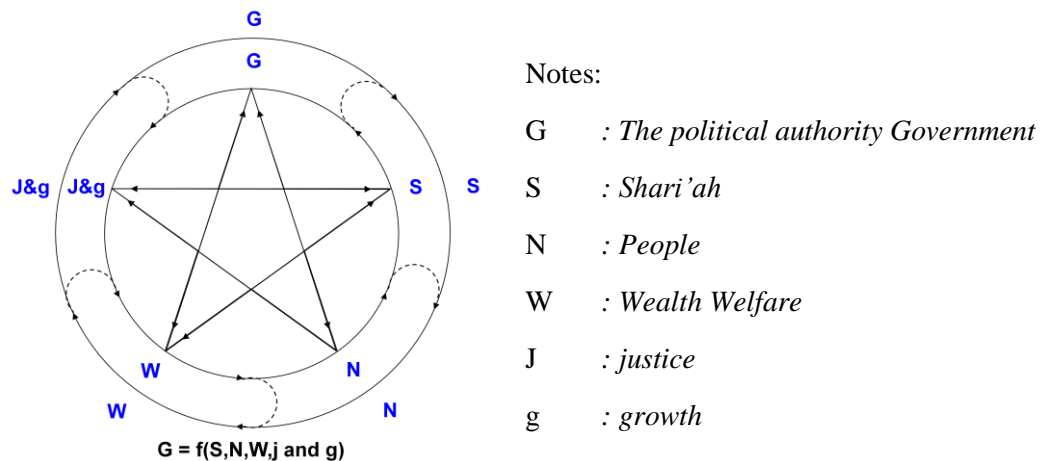 G
G
J&g J&g S S
W N
W N
G = f(S,N,W,j and g)
Notes:
G : The political authority Government
S : Shari’ah
N : People
W : Wealth Welfare
J : justice
g : growth